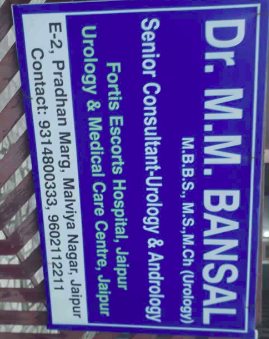 Dr. M.M. BANSAL
M.B.B.S., M.S.,M.Ch (Urology)
Senior Consultant-Urology & Andrology
Fortis Escorts Hospital, Jaipur
Urology & Medical Care Centre, Jaipur
E-2, Pradhan Marg, Malviya Nagar, Jaipur
Contact: 9314800333, 9602112211